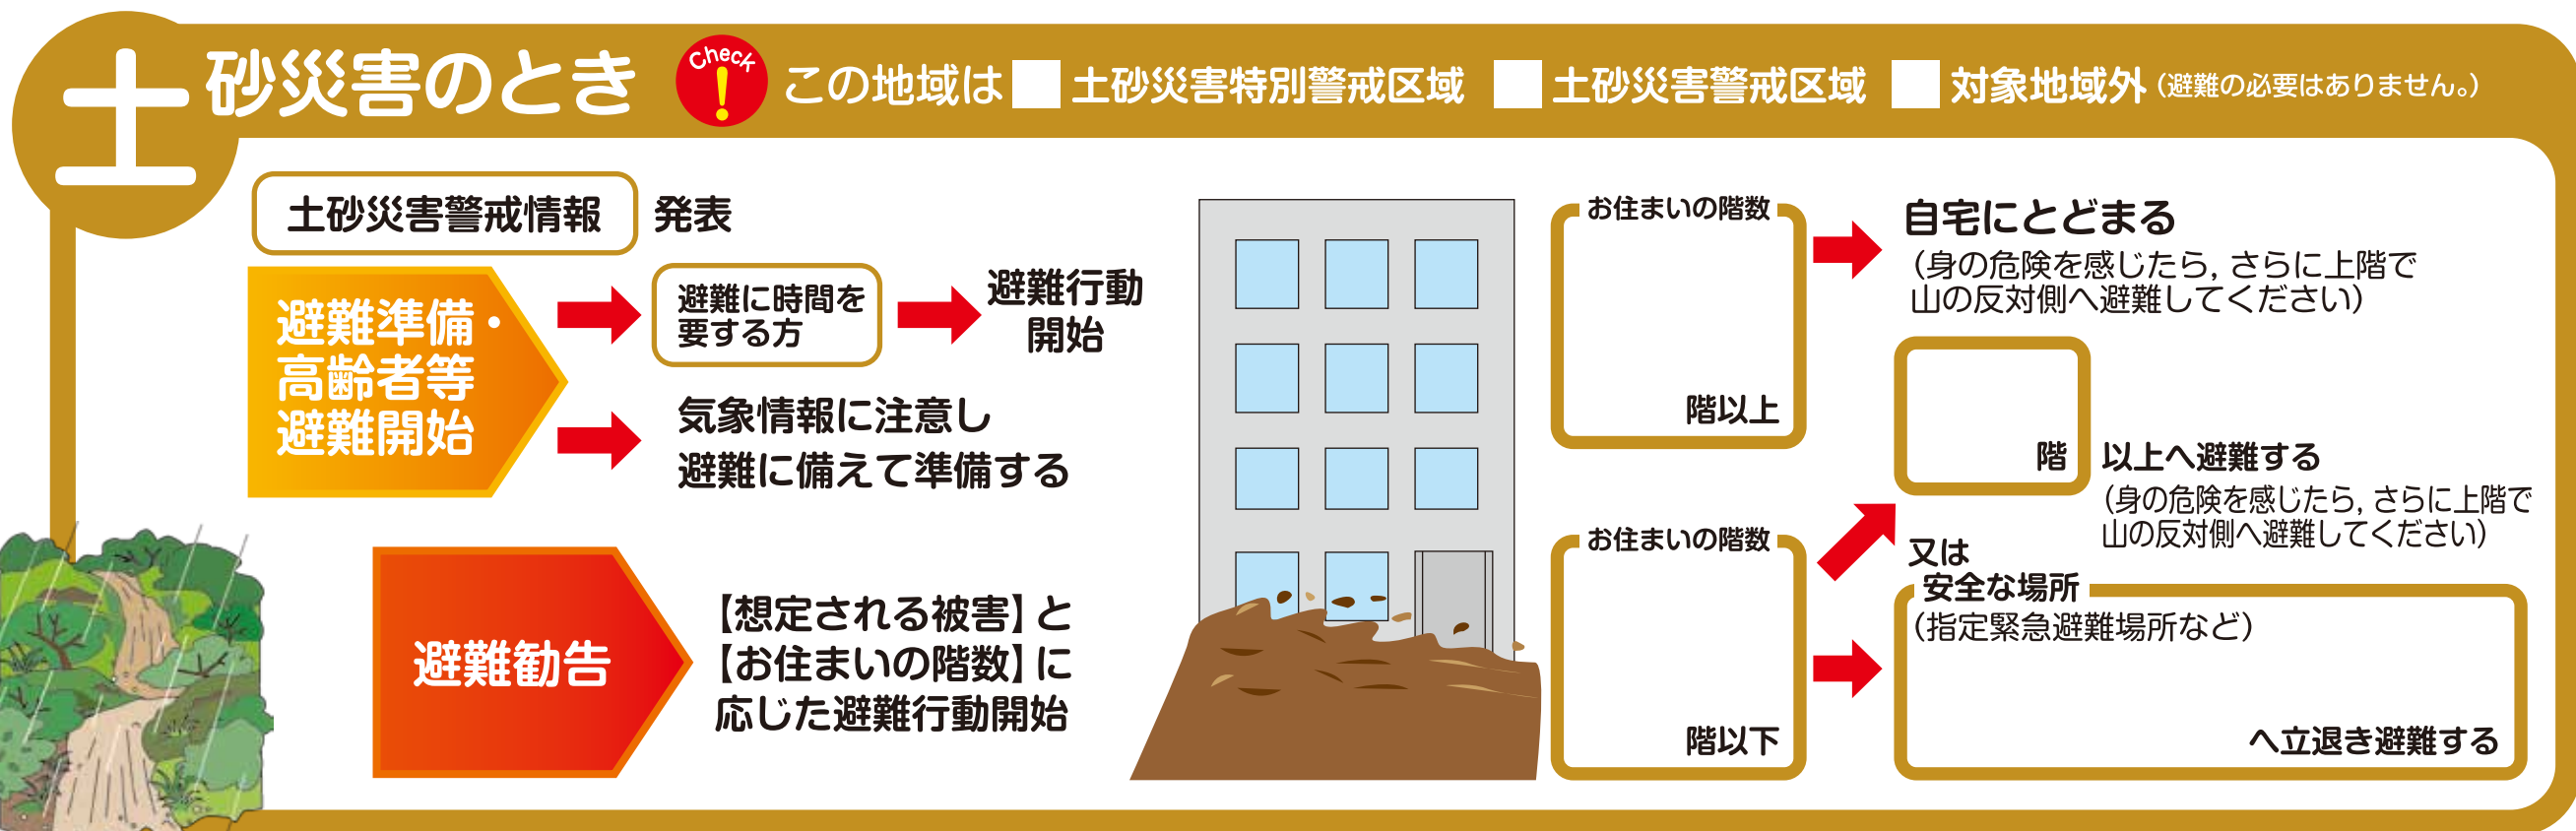 土砂災害のとき
Check!
この地域は
土砂災害特別警戒区域
土砂災害警戒区域
対象地域外（避難の必要はありません。）
土砂災害警戒情報 発表
避難準備・
高齢者等
避難開始
避難に時間を
要する方
避難行動
開始
気象情報に注意し
避難に備えて準備する
避難勧告
【想定される被害】と
【お住まいの階数】に
応じた避難行動開始
お住まいの階数
階以上
自宅にとどまる
（身の危険を感じたら, さらに上階で
山の反対側へ避難してください）
お住まいの階数
階以下
階 以上へ避難する
（身の危険を感じたら, さらに上階で
山の反対側へ避難してください）
又は
安全な場所
（指定緊急避難場所など）
へ立退き避難する